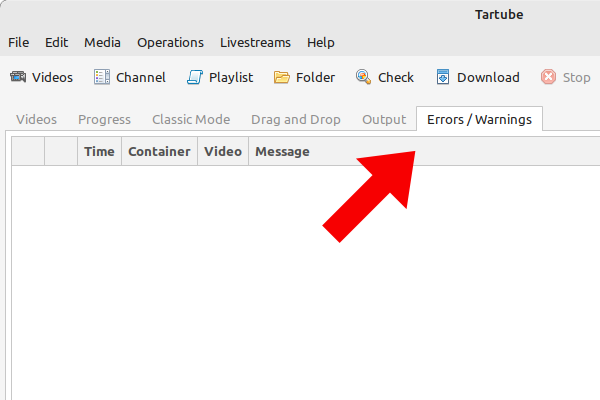 Tartube
File Edit Media Operations Livestreams Help
Videos Channel Playlist Folder Check Download Stop
Videos Progress Classic Mode Drag and Drop Output Errors / Warnings
Time Container Video Message